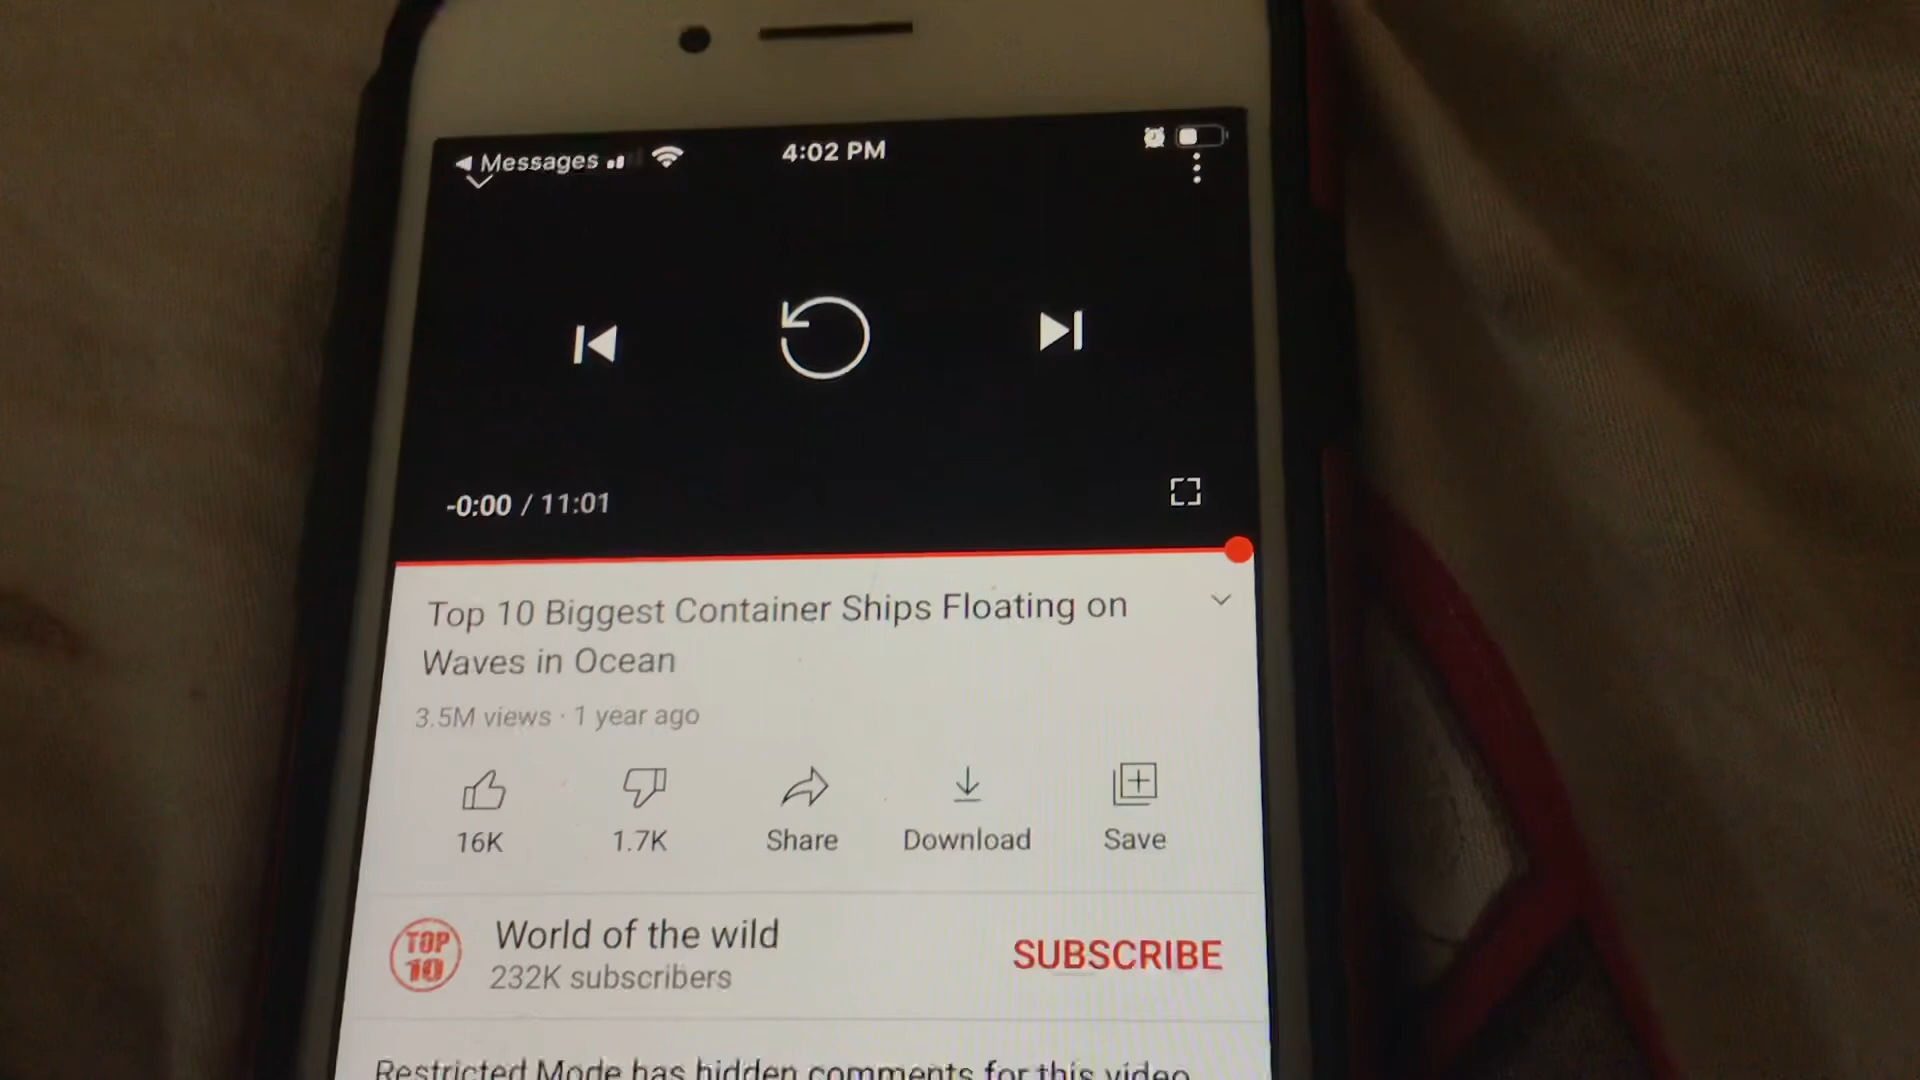 Messages
4:02 PM
-0:00 / 11:01
Top 10 Biggest Container Ships Floating on
Waves in Ocean
3.5M views · 1 year ago
16K
1.7K
Share
Download
Save
TOP
10
World of the wild
232K subscribers
SUBSCRIBE
Restricted Mode has hidden comments for this video